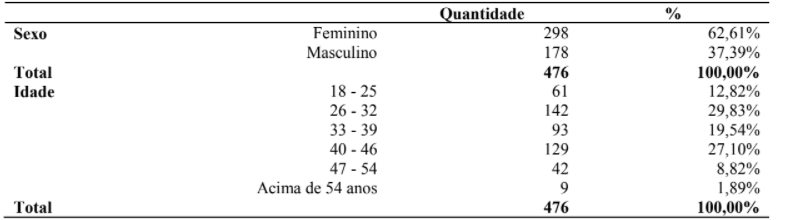 Quantidade %
Sexo Feminino 298 62,61%
Masculino 178 37,39%
Total 476 100,00%
Idade 18 - 25 61 12,82%
26 - 32 142 29,83%
33 - 39 93 19,54%
40 - 46 129 27,10%
47 - 54 42 8,82%
Acima de 54 anos 9 1,89%
Total 476 100,00%